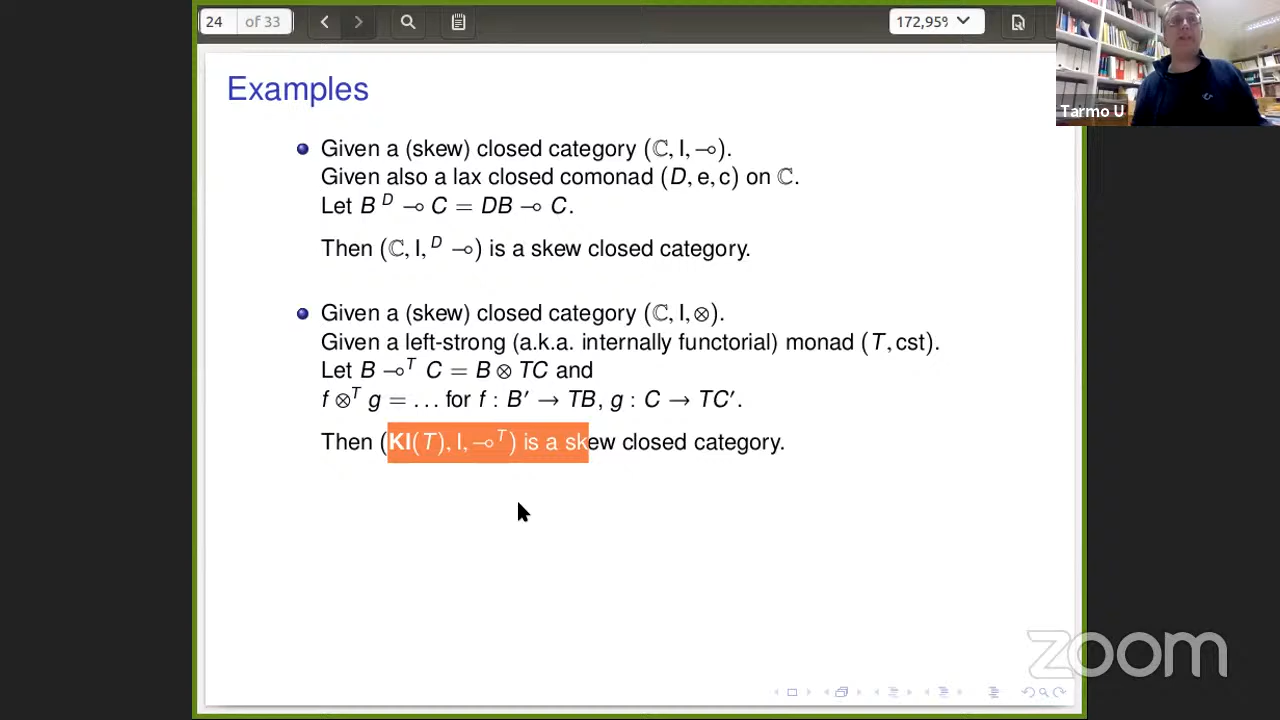 24 of 33
172,95%
Tarmo U
Examples
Given a (skew) closed category (ℂ, I, ⊸).
Given also a lax closed comonad (D, e, c) on ℂ.
Let B ᴰ⊸ C = DB ⊸ C.
Then (ℂ, I, ᴰ⊸) is a skew closed category.
Given a (skew) closed category (ℂ, I, ⊗).
Given a left-strong (a.k.a. internally functorial) monad (T, cst).
Let B ⊸ᵀ C = B ⊗ TC and
f ⊗ᵀ g = … for f : B′ → TB, g : C → TC′.
Then (Kl(T), I, ⊸ᵀ) is a skew closed category.
zoom